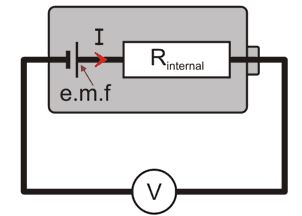 I
R internal
e.m.f
V